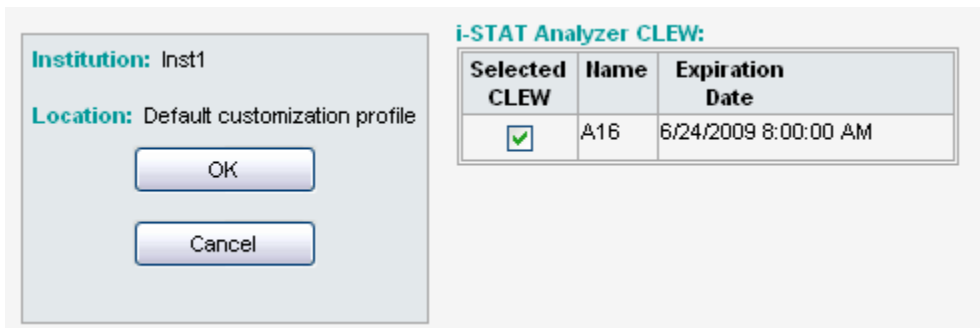 Institution: Inst1
Location: Default customization profile
OK
Cancel
i-STAT Analyzer CLEW:
Selected CLEW Name Expiration Date
A16 6/24/2009 8:00:00 AM